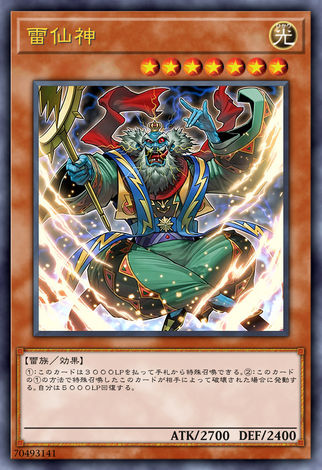 雷仙神
光
【雷族／効果】
①：このカードは３０００LPを払って手札から特殊召喚できる。②：このカード
の①の方法で特殊召喚したこのカードが相手によって破壊された場合に発動す
る。自分は５０００LP回復する。
ATK/2700 DEF/2400
70493141